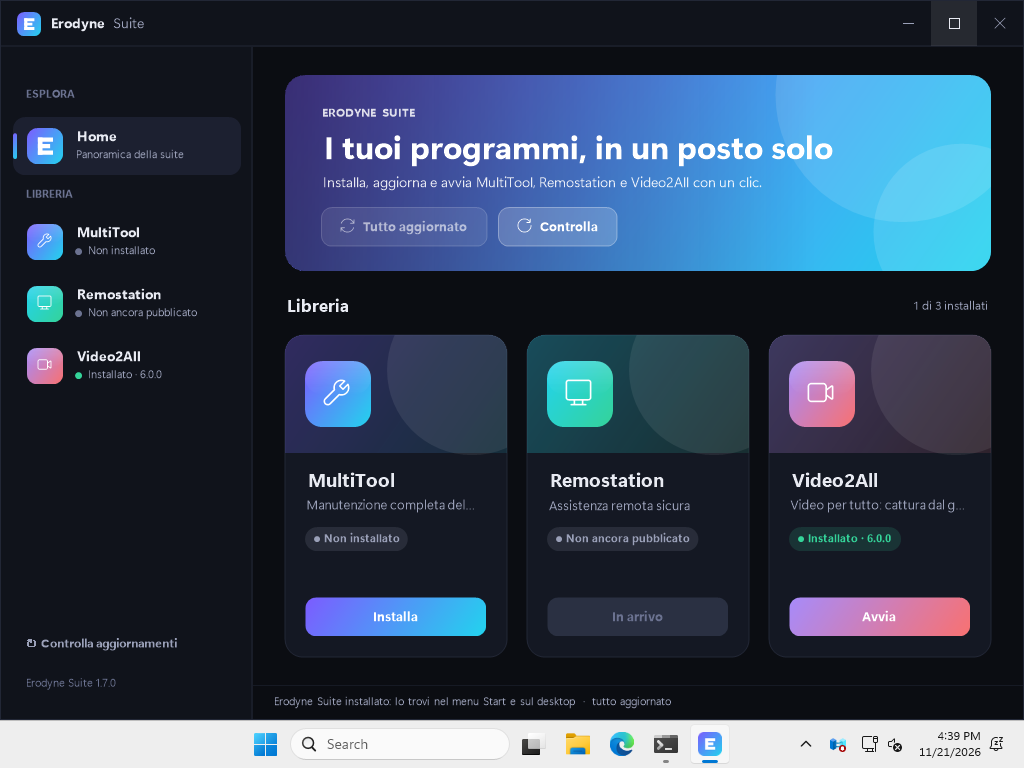 Erodyne Suite
ESPLORA
Home
Panoramica della suite
LIBRERIA
MultiTool
Non installato
Remostation
Non ancora pubblicato
Video2All
Installato · 6.0.0
Controlla aggiornamenti
Erodyne Suite 1.7.0
ERODYNE SUITE
I tuoi programmi, in un posto solo
Installa, aggiorna e avvia MultiTool, Remostation e Video2All con un clic.
Tutto aggiornato
Controlla
Libreria
1 di 3 installati
MultiTool
Manutenzione completa del...
Non installato
Installa
Remostation
Assistenza remota sicura
Non ancora pubblicato
In arrivo
Video2All
Video per tutto: cattura dal g...
Installato · 6.0.0
Avvia
Erodyne Suite installato: lo trovi nel menu Start e sul desktop · tutto aggiornato
Search
4:39 PM
11/21/2026